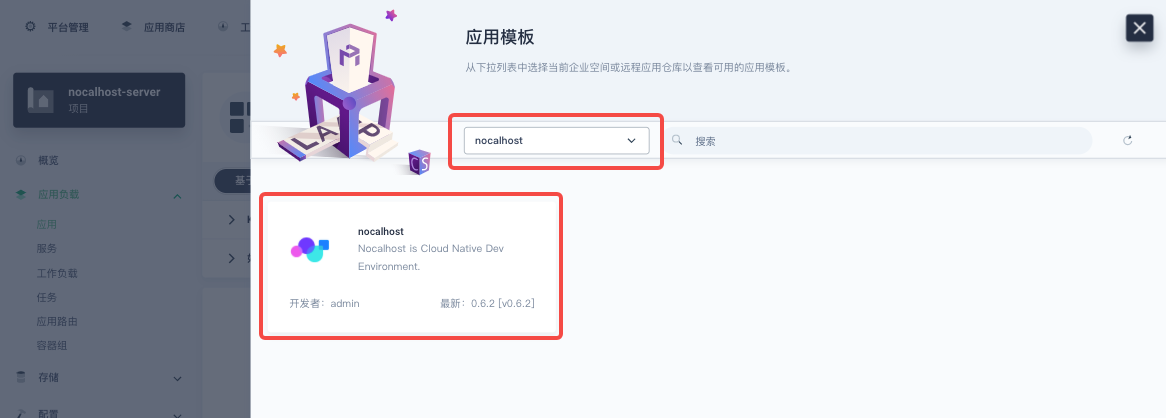 平台管理
应用商店
工
nocalhost-server
项目
概览
应用负载
应用
服务
工作负载
任务
应用路由
容器组
存储
配置
基于
应用模板
从下拉列表中选择当前企业空间或远程应用仓库以查看可用的应用模板。
nocalhost
搜索
nocalhost
Nocalhost is Cloud Native Dev
Environment.
开发者：admin
最新：0.6.2 [v0.6.2]